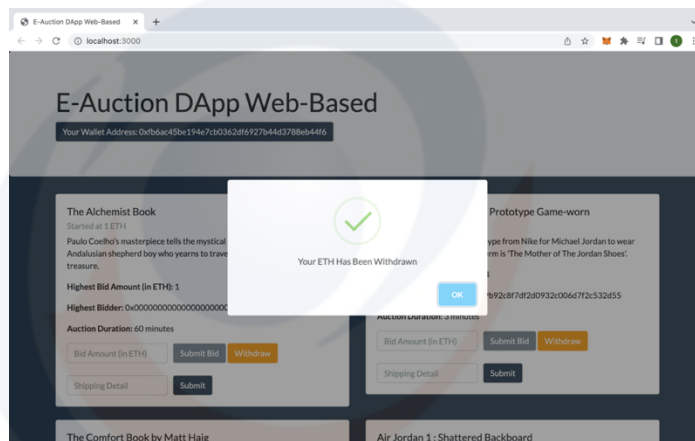 E-Auction DApp Web-Based
localhost:3000
E-Auction DApp Web-Based
Your Wallet Address: 0xfb6ac45be194e7cb0362df6927b44d3788eb44f6
The Alchemist Book
Started at 1 ETH
Paulo Coelho's masterpiece tells the mystical
Andalusian shepherd boy who yearns to trave
treasure.
Highest Bid Amount (in ETH): 1
Highest Bidder:
Auction Duration: 60 minutes
Bid Amount (in ETH)
Submit Bid
Withdraw
Shipping Detail
Submit
Your ETH Has Been Withdrawn
OK
Prototype Game-worn
ype from Nike for Michael Jordan to wear
rm is 'The Mother of The Jordan Shoes'.
9b92c8f7df2d0932c006d7f2c532d55
Auction Duration: 3 minutes
Bid Amount (in ETH)
Submit Bid
Withdraw
Shipping Detail
Submit
The Comfort Book by Matt Haig
Air Jordan 1 : Shattered Backboard